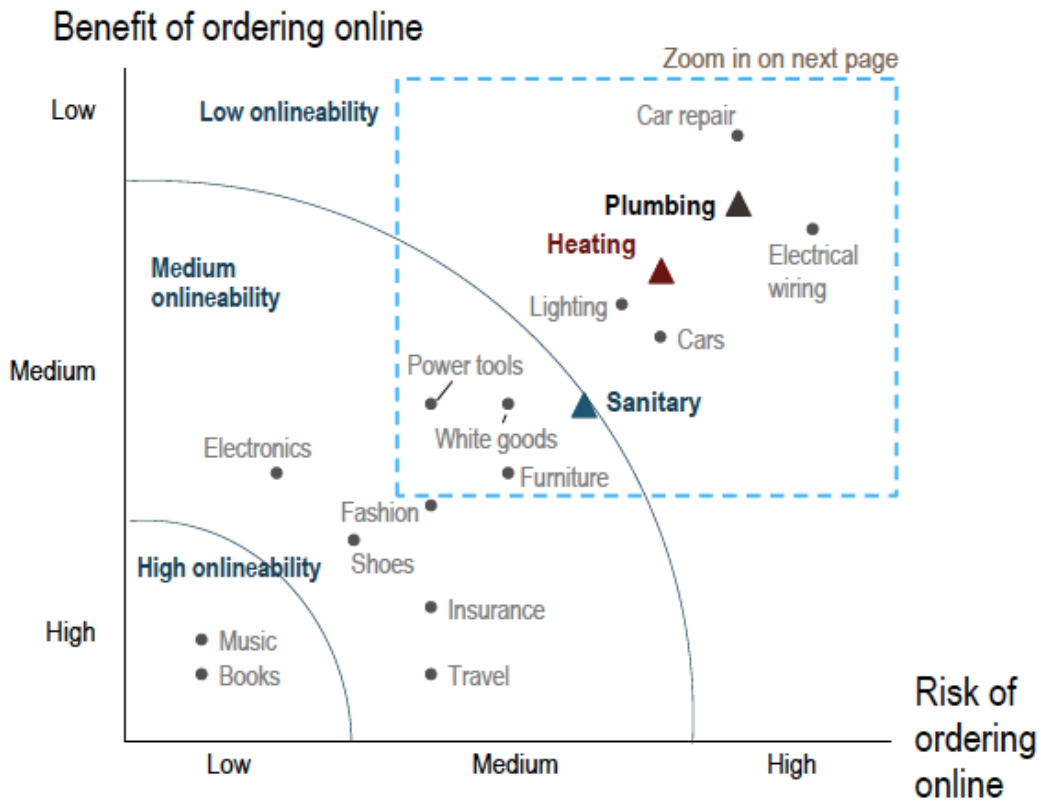 Benefit of ordering online
Zoom in on next page
Low
Low onlineability
Car repair
Plumbing
Heating
Electrical
wiring
Medium
onlineability
Lighting
Cars
Medium
Power tools
Sanitary
White goods
Electronics
Furniture
Fashion
Shoes
High onlineability
Insurance
High
Music
Books
Travel
Risk of
ordering
online
Low
Medium
High